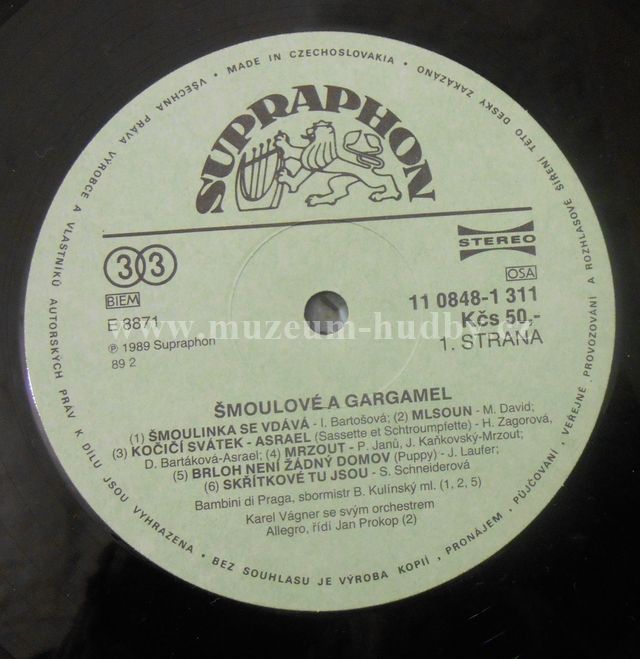 VŠECHNA PRÁVA VÝROBCE A VLASTNÍKŮ AUTORSKÝCH PRÁV K DÍLU JSOU VYHRAZENA • BEZ SOUHLASU JE VÝROBA KOPIÍ, PRONÁJEM, PŮJČOVÁNÍ, VEŘEJNÉ PROVOZOVÁNÍ A ROZHLASOVÉ ŠÍŘENÍ TÉTO DESKY ZAKÁZÁNO • MADE IN CZECHOSLOVAKIA •
SUPRAPHON
33
STEREO
BIEM
OSA
E 8871
11 0848-1 311
Kčs 50,-
www.muzeum-hudby.cz
℗ 1989 Supraphon
1. STRANA
89 2
ŠMOULOVÉ A GARGAMEL
(1) ŠMOULINKA SE VDÁVÁ - I. Bartošová; (2) MLSOUN - M. David;
(3) KOČIČÍ SVÁTEK - ASRAEL (Sassette et Schtroumpfette) - H. Zagorová,
D. Bartáková-Asrael; (4) MRZOUT - P. Janů, J. Kaňkovský-Mrzout;
(5) BRLOH NENÍ ŽÁDNÝ DOMOV (Puppy) - J. Laufer;
(6) SKŘÍTKOVÉ TU JSOU - S. Schneiderová
Bambini di Praga, sbormistr B. Kulínský ml. (1, 2, 5)
Karel Vágner se svým orchestrem
Allegro, řídí Jan Prokop (2)